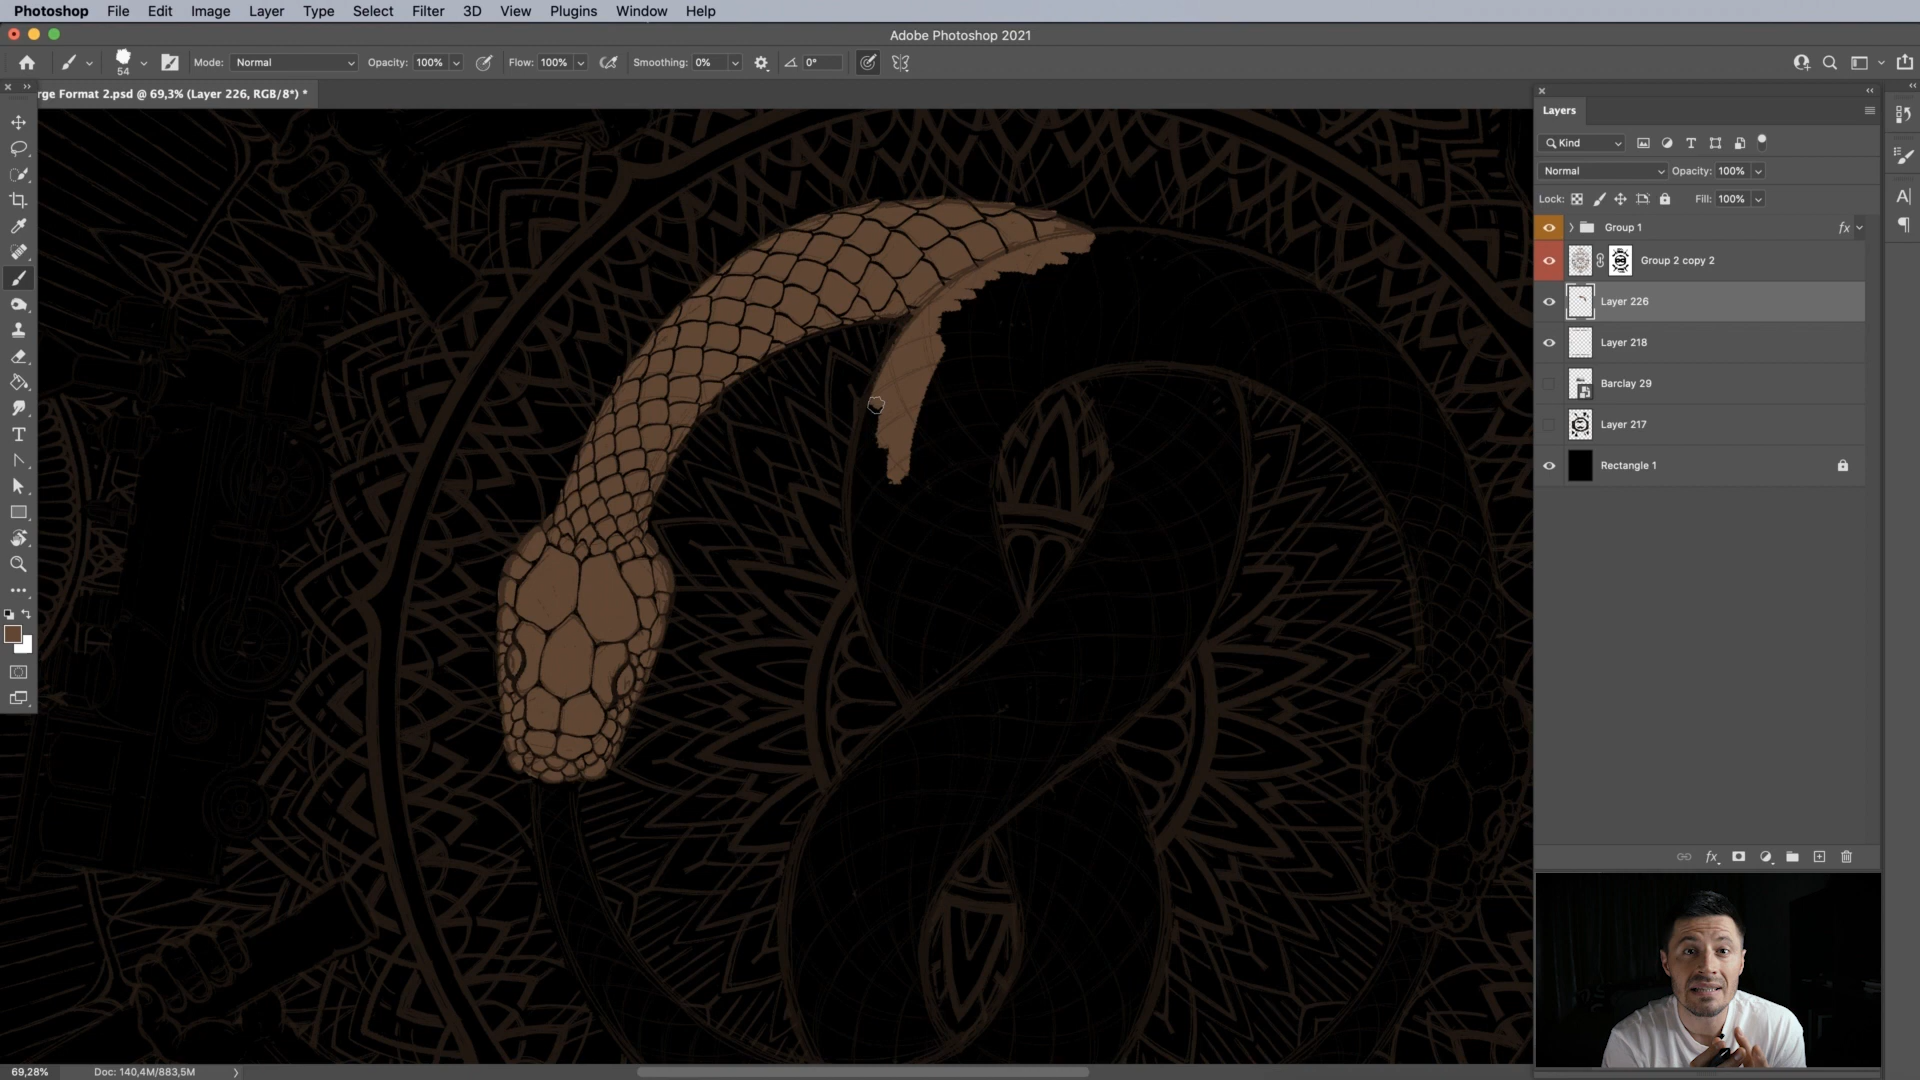 Photoshop File Edit Image Layer Type Select Filter 3D View Plugins Window Help
Adobe Photoshop 2021
54 Mode: Normal Opacity: 100% Flow: 100% Smoothing: 0% 0°
rge Format 2.psd @ 69,3% (Layer 226, RGB/8*) *
Layers
Kind
Normal Opacity: 100%
Lock: Fill: 100%
Group 1 fx
Group 2 copy 2
Layer 226
Layer 218
Barclay 29
Layer 217
Rectangle 1
fx
69,28% Doc: 140,4M/883,5M